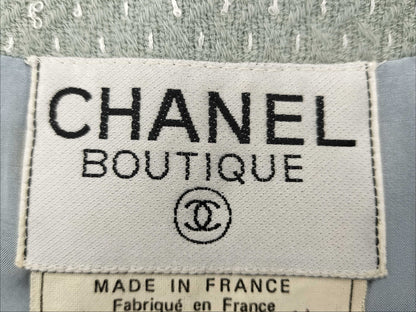 CHANEL
BOUTIQUE
MADE IN FRANCE
Fabriqué en France